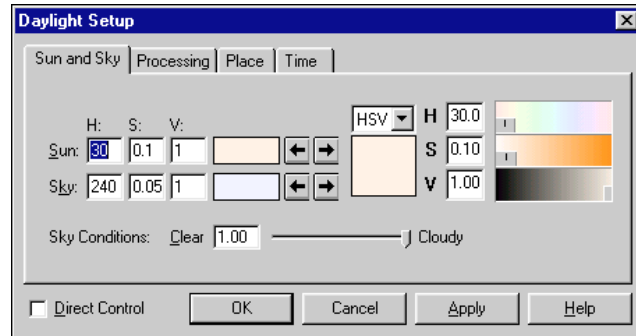 Daylight Setup
Sun and Sky Processing Place Time
H: S: V: HSV H 30.0
Sun: 30 0.1 1 S 0.10
Sky: 240 0.05 1 V 1.00
Sky Conditions: Clear 1.00 Cloudy
Direct Control OK Cancel Apply Help